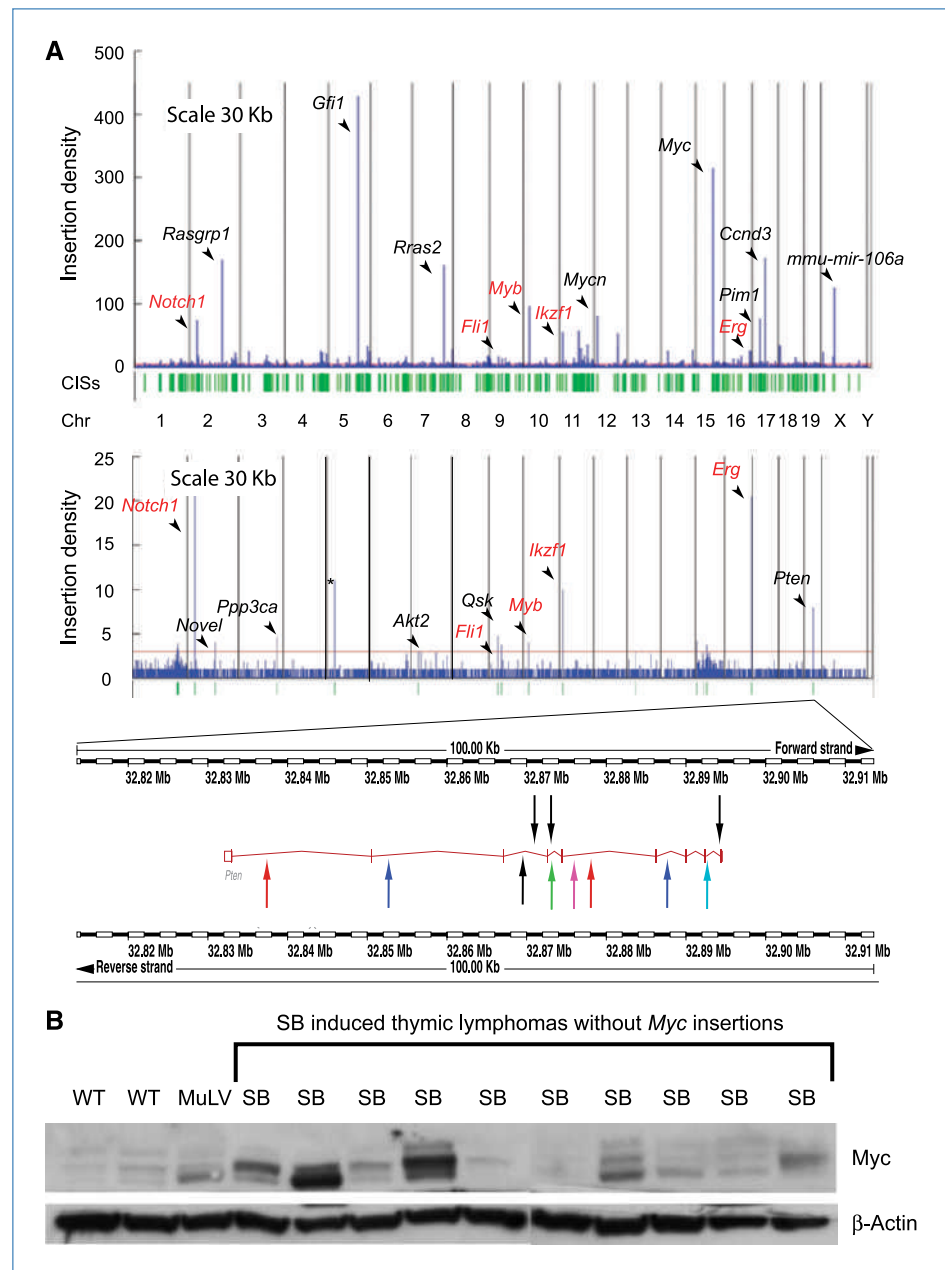 A
500
Insertion density
400
300
200
100
0
Scale 30 Kb
Gfi1
Myc
Rasgrp1
Rras2
Ccnd3
mmu-mir-106a
Notch1
Myb
Mycn
Pim1
Fli1
Ikzf1
Erg
CISs
Chr 1 2 3 4 5 6 7 8 9 10 11 12 13 14 15 16 17 18 19 X Y
25
Insertion density
20
15
10
5
0
Scale 30 Kb
Notch1
Erg
*
Ikzf1
Novel
Ppp3ca
Akt2
Qsk
Fli1
Myb
Pten
100.00 Kb Forward strand
32.82 Mb 32.83 Mb 32.84 Mb 32.85 Mb 32.86 Mb 32.87 Mb 32.88 Mb 32.89 Mb 32.90 Mb 32.91 Mb
Pten
32.82 Mb 32.83 Mb 32.84 Mb 32.85 Mb 32.86 Mb 32.87 Mb 32.88 Mb 32.89 Mb 32.90 Mb 32.91 Mb
Reverse strand 100.00 Kb
B
SB induced thymic lymphomas without Myc insertions
WT WT MuLV SB SB SB SB SB SB SB SB SB SB
Myc
β-Actin